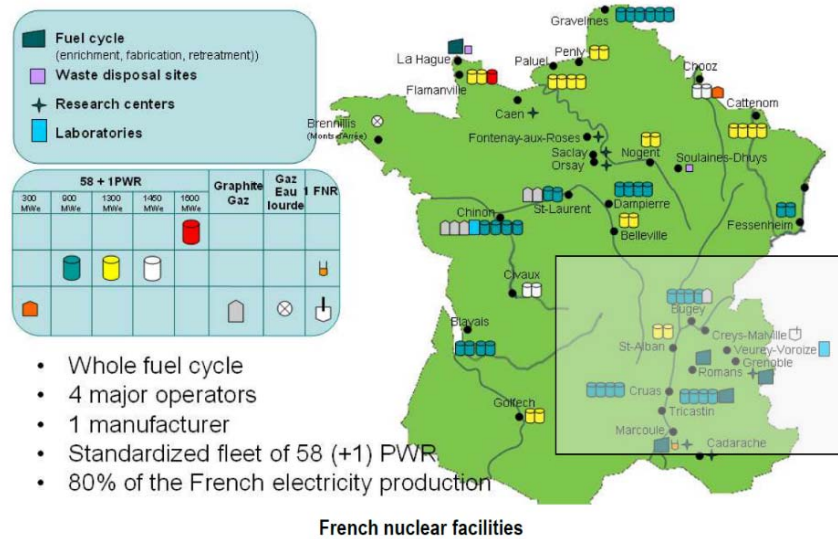 Fuel cycle
(enrichment, fabrication, retreatment))
Waste disposal sites
Research centers
Laboratories
58 + 1PWR
Graphite Gaz
Gaz Eau lourde
1 FNR
300 MWe
900 MWe
1300 MWe
1450 MWe
1600 MWe
Gravelines
La Hague
Flamanville
Paluel
Penly
Chooz
Cattenom
Caen
Brennillis
(Monts d'Arrée)
Fontenay-aux-Roses
Saclay
Orsay
Nogent
Soulaines-Dhuys
Chinon
St-Laurent
Dampierre
Belleville
Fessenheim
Civaux
Bugey
Creys-Malville
St-Alban
Veurey-Voroize
Grenoble
Romans
Blayais
Cruas
Tricastin
Golfech
Marcoule
Cadarache
• Whole fuel cycle
• 4 major operators
• 1 manufacturer
• Standardized fleet of 58 (+1) PWR
• 80% of the French electricity production
French nuclear facilities